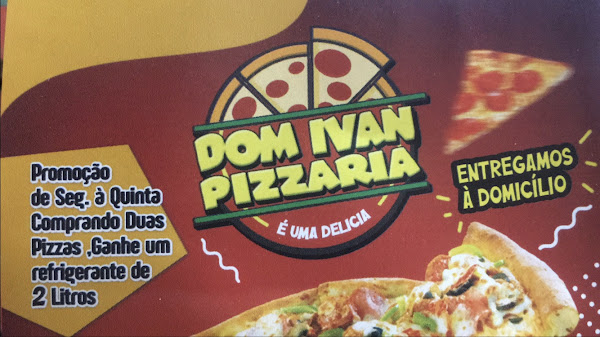 DOM IVAN
PIZZARIA
É UMA DELICIA
Promoção
de Seg. à Quinta
Comprando Duas
Pizzas ,Ganhe um
refrigerante de
2 Litros
ENTREGAMOS
À DOMICÍLIO